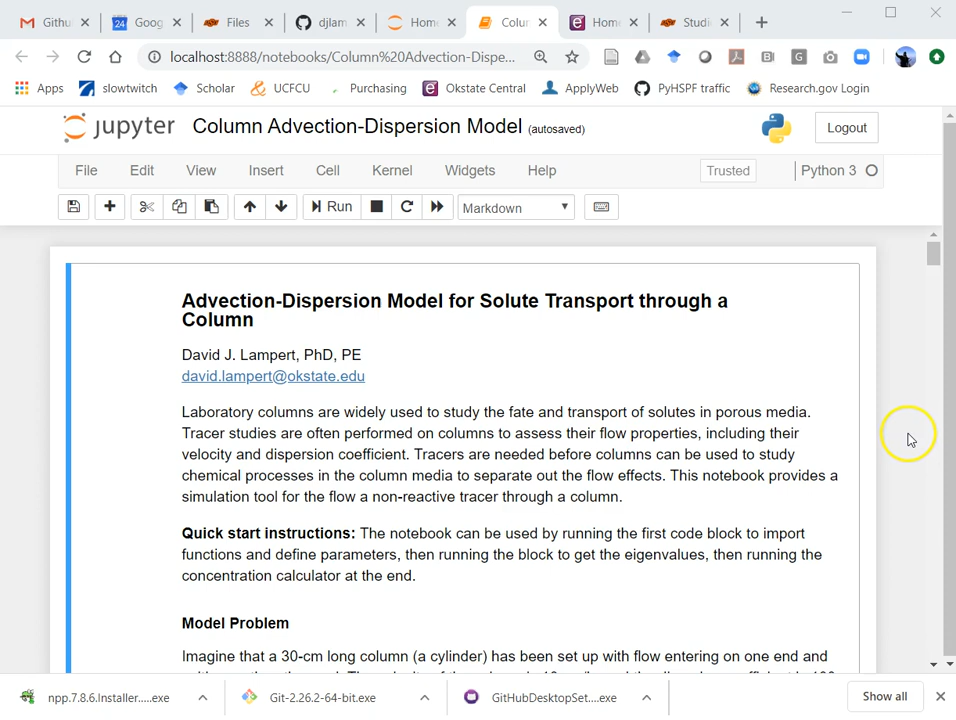 Githu
Goog
Files
djlam
Home
Colur
Home
Studi
localhost:8888/notebooks/Column%20Advection-Dispe...
Apps
slowtwitch
Scholar
UCFCU
Purchasing
Okstate Central
ApplyWeb
PyHSPF traffic
Research.gov Login
jupyter Column Advection-Dispersion Model (autosaved)
Logout
File Edit View Insert Cell Kernel Widgets Help
Trusted
Python 3
Run
Markdown
Advection-Dispersion Model for Solute Transport through a
Column
David J. Lampert, PhD, PE
david.lampert@okstate.edu
Laboratory columns are widely used to study the fate and transport of solutes in porous media.
Tracer studies are often performed on columns to assess their flow properties, including their
velocity and dispersion coefficient. Tracers are needed before columns can be used to study
chemical processes in the column media to separate out the flow effects. This notebook provides a
simulation tool for the flow a non-reactive tracer through a column.
Quick start instructions: The notebook can be used by running the first code block to import
functions and define parameters, then running the block to get the eigenvalues, then running the
concentration calculator at the end.
Model Problem
Imagine that a 30-cm long column (a cylinder) has been set up with flow entering on one end and
npp.7.8.6.Installer.....exe
Git-2.26.2-64-bit.exe
GitHubDesktopSet....exe
Show all